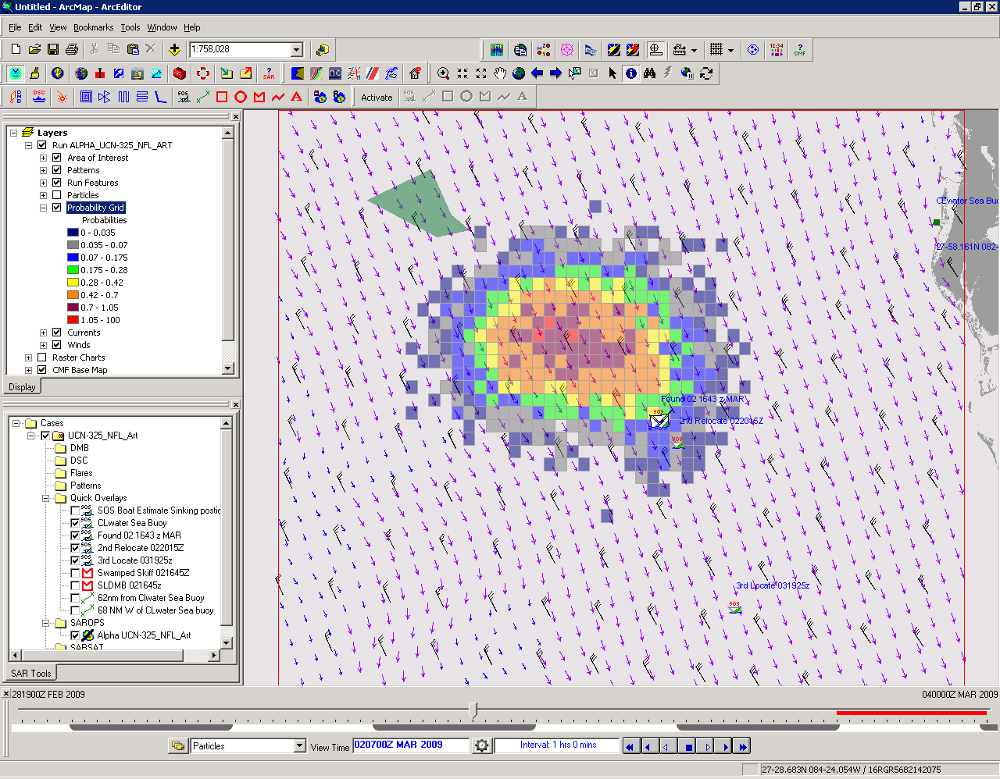 Untitled - ArcMap - ArcEditor
File Edit View Bookmarks Tools Window Help
1:758,028
Activate
Layers
Run ALPHA_UCN-325_NFL_ART
Area of Interest
Patterns
Run Features
Particles
Probability Grid
Probabilities
0 - 0.035
0.035 - 0.07
0.07 - 0.175
0.175 - 0.28
0.28 - 0.42
0.42 - 0.7
0.7 - 1.05
1.05 - 100
Currents
Winds
Raster Charts
CMF Base Map
Display
Cases
UCN-325_NFL_Art
DMB
DSC
Flares
Patterns
Quick Overlays
SOS Boat Estimate Sinking postic
CLwater Sea Buoy
Found 02 1643 z MAR
2nd Relocate 022015Z
3rd Locate 031925z
Swamped Skiff 021645Z
SLDMB 021645z
62nm from Clwater Sea Buoy
68 NM W of CLwater Sea buoy
SAROPS
Alpha UCN-325_NFL_Art
SARSAT
SAR Tools
CLwater Sea Buo
27-58.161N 082-
Found 02 1643 z MAR
SOS
2nd Relocate 022015Z
SOS
3rd Locate 031925z
SOS
281900Z FEB 2009
040000Z MAR 2009
Particles
View Time
020700Z MAR 2009
Interval: 1 hrs 0 mins
27-28.683N 084-24.054W / 16RGR5682142075